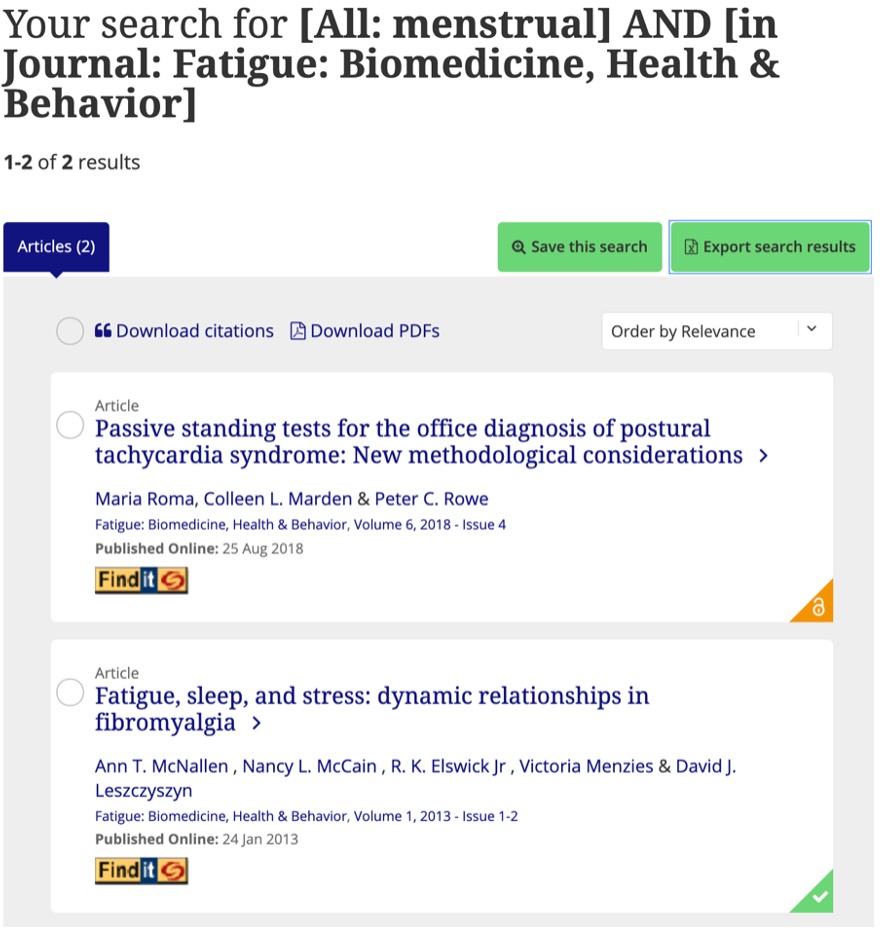 Your search for [All: menstrual] AND [in
Journal: Fatigue: Biomedicine, Health &
Behavior]
1-2 of 2 results
Articles (2)
Save this search
Export search results
Download citations
Download PDFs
Order by Relevance
Article
Passive standing tests for the office diagnosis of postural
tachycardia syndrome: New methodological considerations
Maria Roma, Colleen L. Marden & Peter C. Rowe
Fatigue: Biomedicine, Health & Behavior, Volume 6, 2018 - Issue 4
Published Online: 25 Aug 2018
Find it
Article
Fatigue, sleep, and stress: dynamic relationships in
fibromyalgia
Ann T. McNallen , Nancy L. McCain , R. K. Elswick Jr , Victoria Menzies & David J.
Leszczyszyn
Fatigue: Biomedicine, Health & Behavior, Volume 1, 2013 - Issue 1-2
Published Online: 24 Jan 2013
Find it